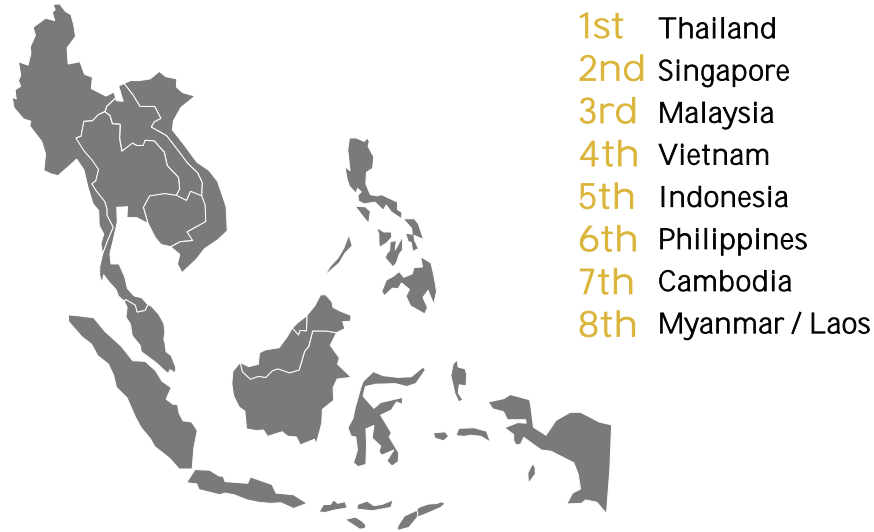 1st Thailand
2nd Singapore
3rd Malaysia
4th Vietnam
5th Indonesia
6th Philippines
7th Cambodia
8th Myanmar / Laos